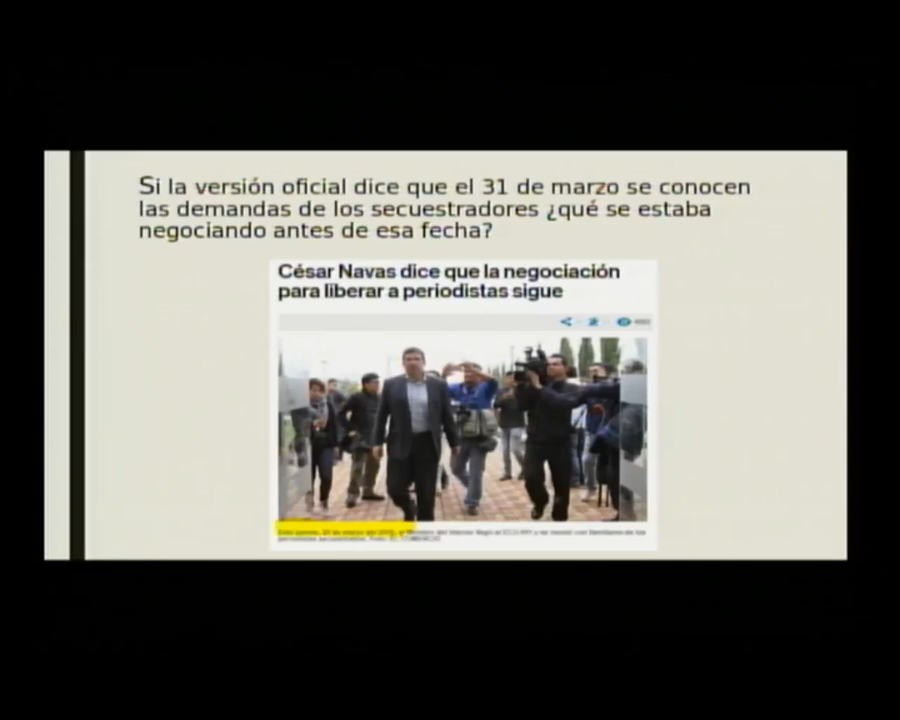 Si la versión oficial dice que el 31 de marzo se conocen
las demandas de los secuestradores ¿qué se estaba
negociando antes de esa fecha?
César Navas dice que la negociación
para liberar a periodistas sigue